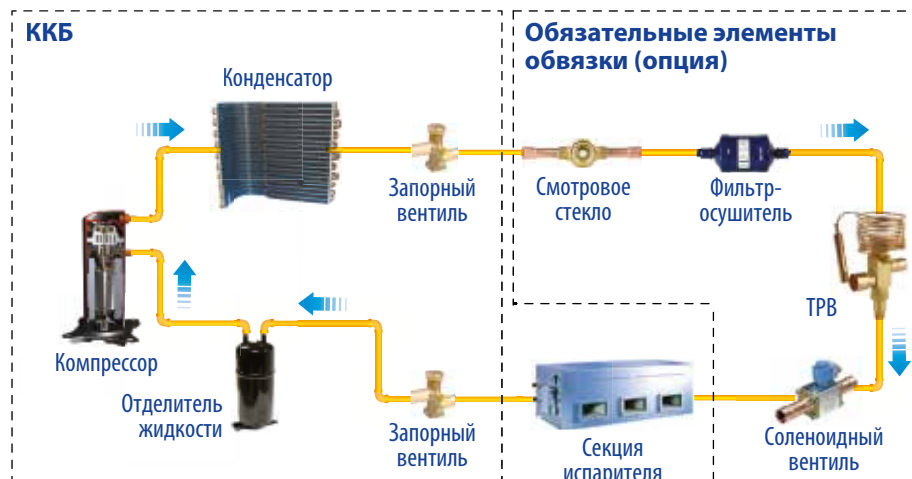 ККБ
Обязательные элементы
обвязки (опция)
Конденсатор
Запорный
вентиль
Смотровое
стекло
Фильтр-
осушитель
ТРВ
Компрессор
Отделитель
жидкости
Запорный
вентиль
Секция
испарителя
Соленоидный
вентиль